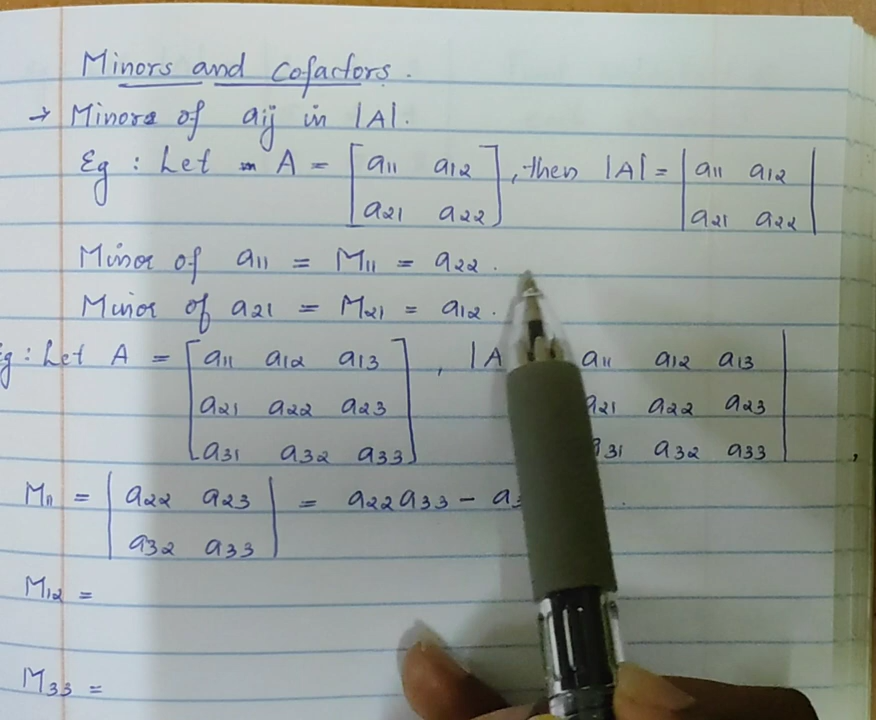 Minors and cofactors.
→ Minors of aij in |A|.
Eg : Let A = [a11 a12], then |A| = |a11 a12|
[a21 a22] |a21 a22|
Minor of a11 = M11 = a22.
Minor of a21 = M21 = a12.
Eg : Let A = [a11 a12 a13], |A a11 a12 a13|
[a21 a22 a23] a21 a22 a23|
[a31 a32 a33] a31 a32 a33|,
M11 = |a22 a23| = a22a33 - a
|a32 a33|
M12 =
M33 =